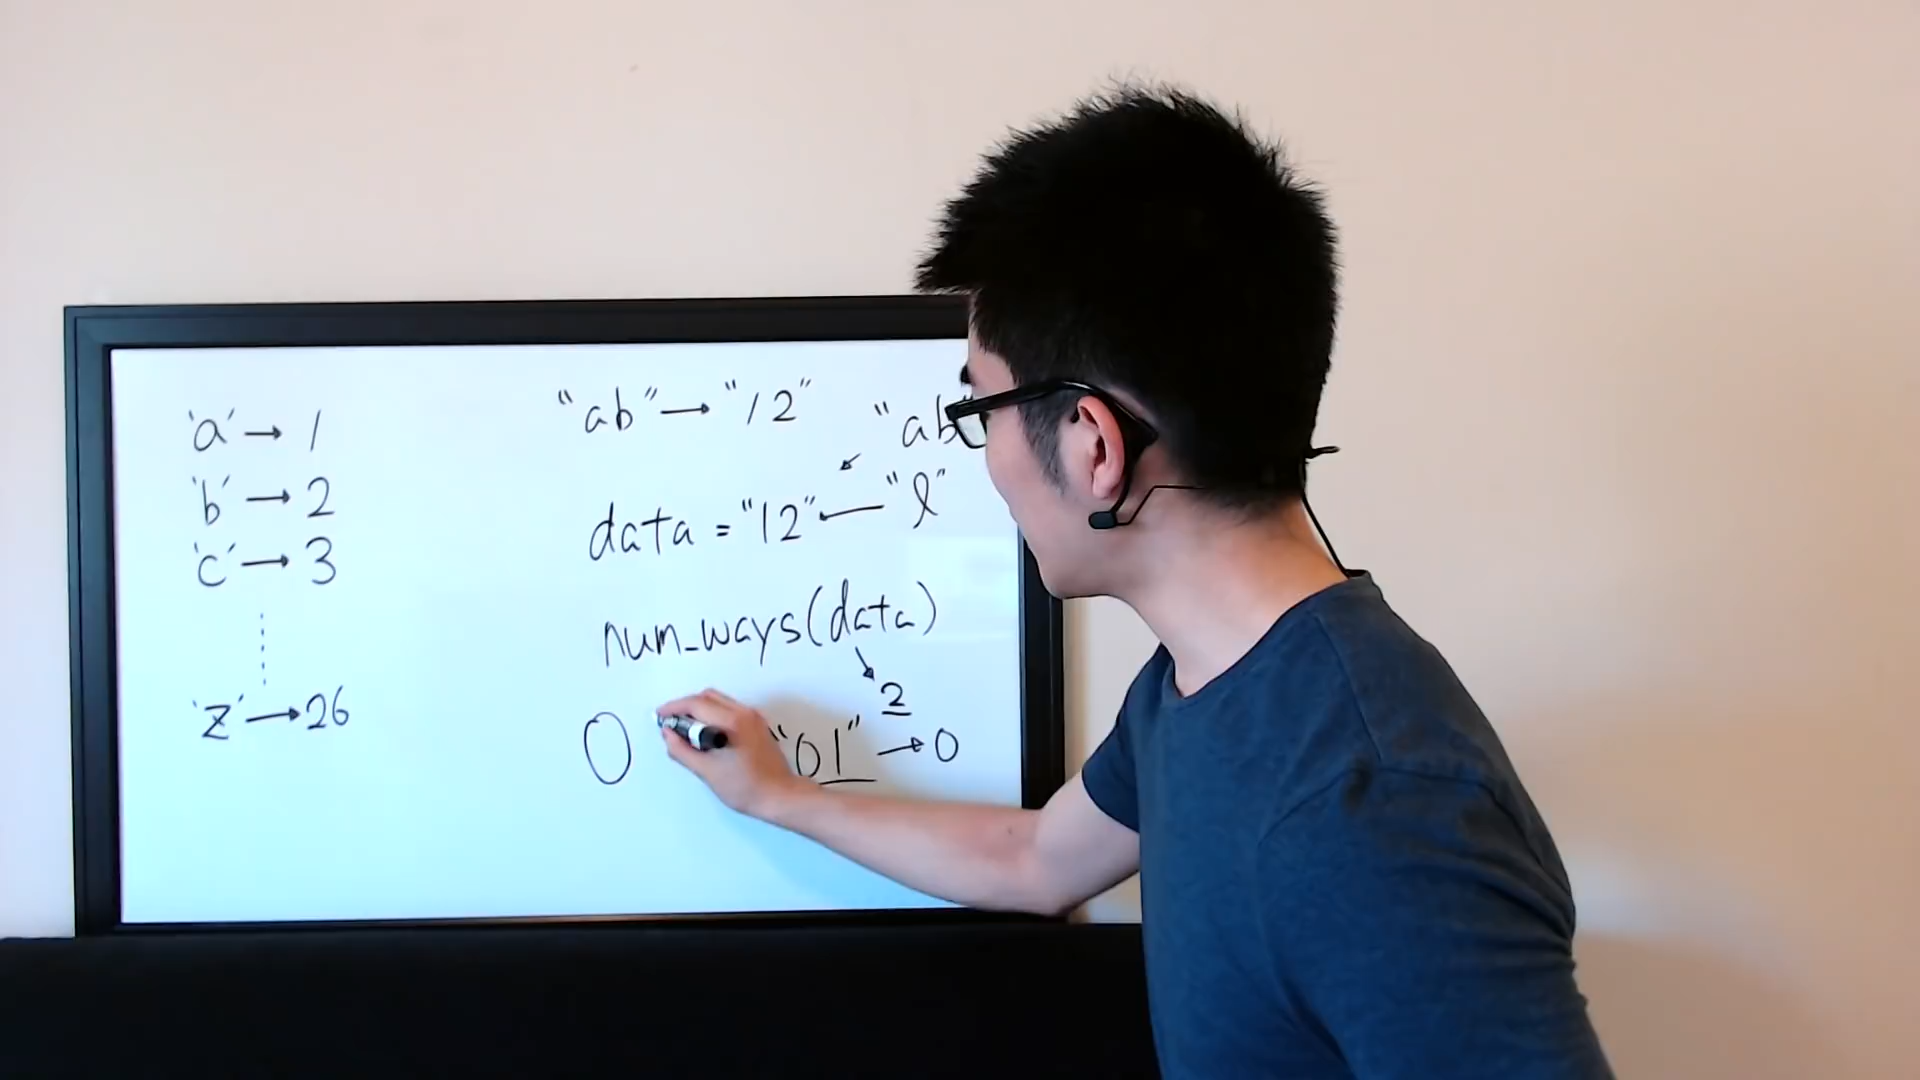 'a' → 1
'b' → 2
'c' → 3
'z' → 26
"ab" → "12"
"ab"
data = "12" ← "l"
num_ways(data)
2
0 "01" → 0